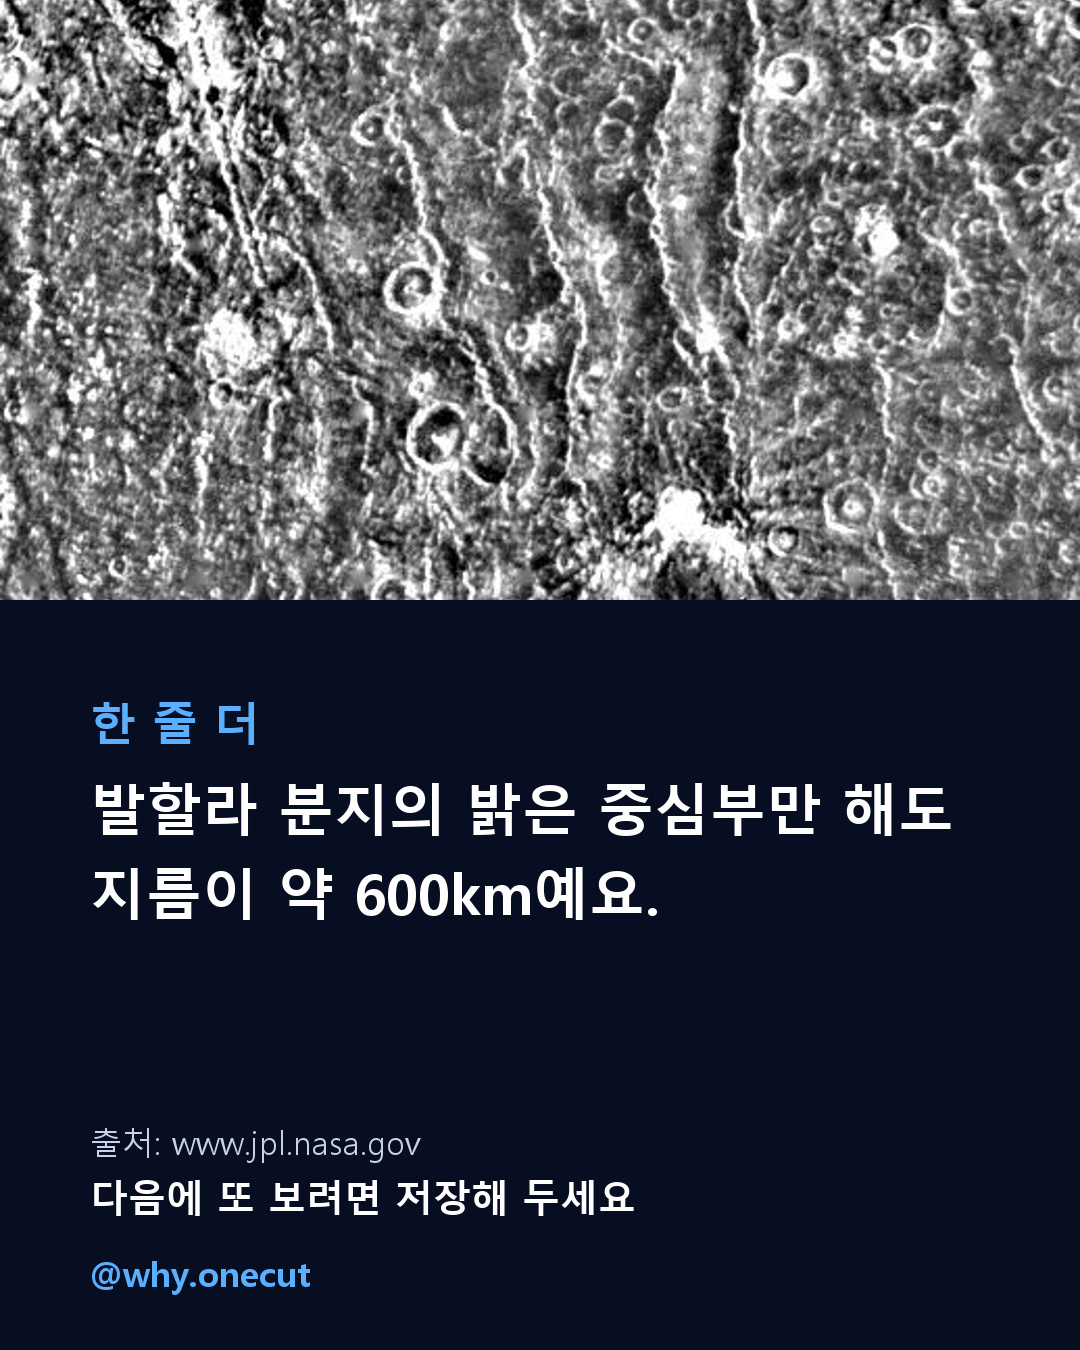 한 줄 더
발할라 분지의 밝은 중심부만 해도
지름이 약 600km예요.
출처: www.jpl.nasa.gov
다음에 또 보려면 저장해 두세요
@why.onecut